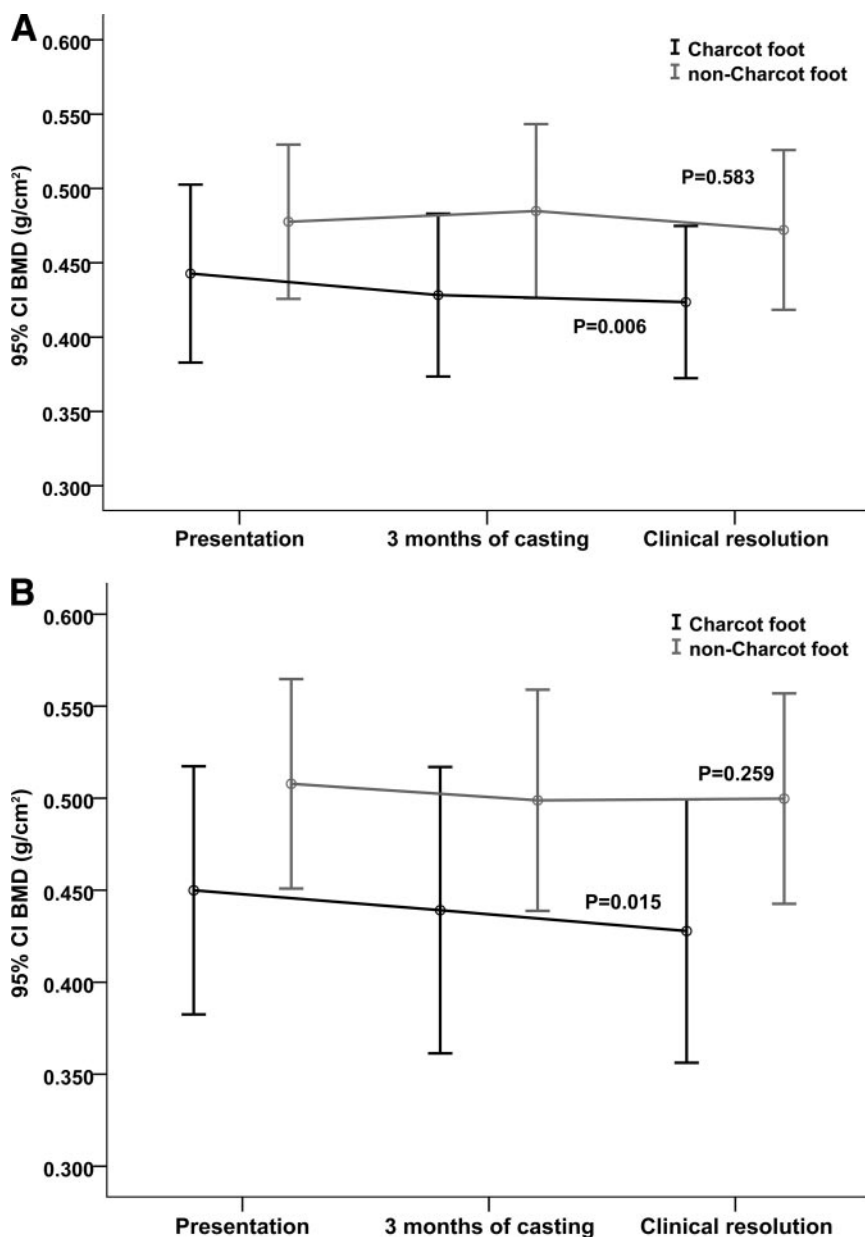 A
0.600
0.550
0.500
0.450
0.400
0.350
0.300
95% CI BMD (g/cm²)
I Charcot foot
I non-Charcot foot
P=0.583
P=0.006
Presentation
3 months of casting
Clinical resolution
B
0.600
0.550
0.500
0.450
0.400
0.350
0.300
95% CI BMD (g/cm²)
I Charcot foot
I non-Charcot foot
P=0.259
P=0.015
Presentation
3 months of casting
Clinical resolution